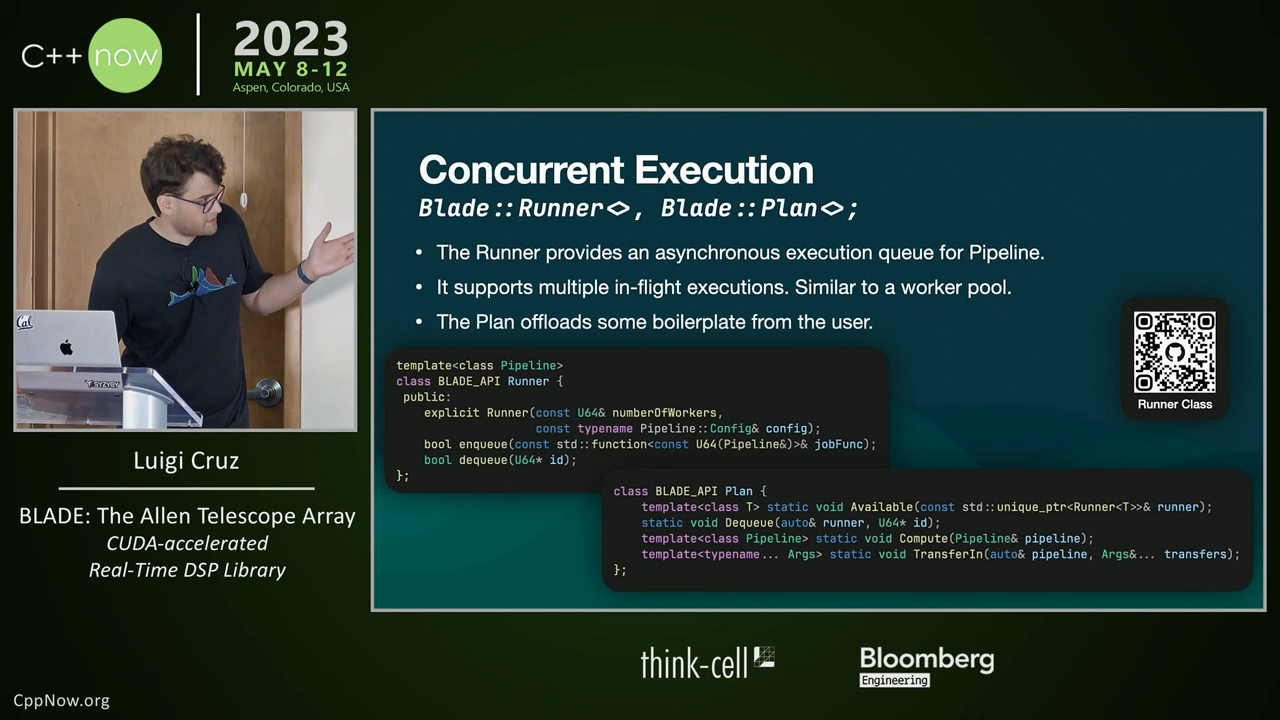 C++ now
2023
MAY 8-12
Aspen, Colorado, USA
Cal
SYZYGY
Luigi Cruz
BLADE: The Allen Telescope Array
CUDA-accelerated
Real-Time DSP Library
Concurrent Execution
Blade::Runner<>, Blade::Plan<>;
• The Runner provides an asynchronous execution queue for Pipeline.
• It supports multiple in-flight executions. Similar to a worker pool.
• The Plan offloads some boilerplate from the user.
template<class Pipeline>
class BLADE_API Runner {
public:
explicit Runner(const U64& numberOfWorkers,
const typename Pipeline::Config& config);
bool enqueue(const std::function<const U64(Pipeline&)>& jobFunc);
bool dequeue(U64* id);
};
Runner Class
class BLADE_API Plan {
template<class T> static void Available(const std::unique_ptr<Runner<T>>& runner);
static void Dequeue(auto& runner, U64* id);
template<class Pipeline> static void Compute(Pipeline& pipeline);
template<typename... Args> static void TransferIn(auto& pipeline, Args&... transfers);
};
think-cell
Bloomberg
Engineering
CppNow.org